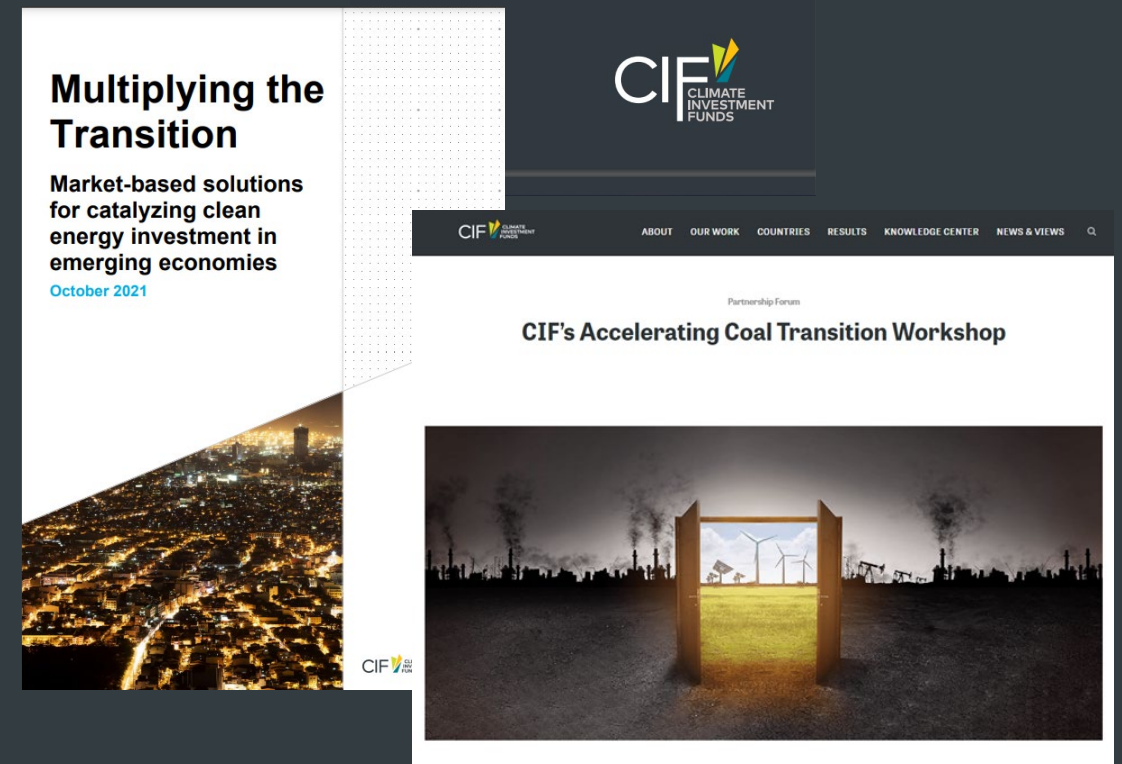 Multiplying the
Transition
Market-based solutions
for catalyzing clean
energy investment in
emerging economies
October 2021
CIF
CIF
CLIMATE
INVESTMENT
FUNDS
CIF
CLIMATE
INVESTMENT
FUNDS
ABOUT OUR WORK COUNTRIES RESULTS KNOWLEDGE CENTER NEWS & VIEWS
Partnership Forum
CIF's Accelerating Coal Transition Workshop